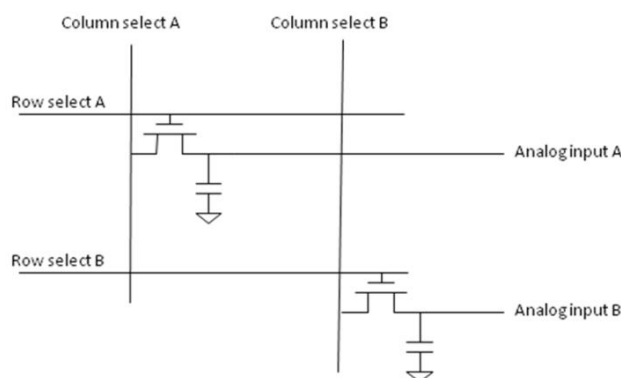 Column select A
Column select B
Row select A
Analog input A
Row select B
Analog input B